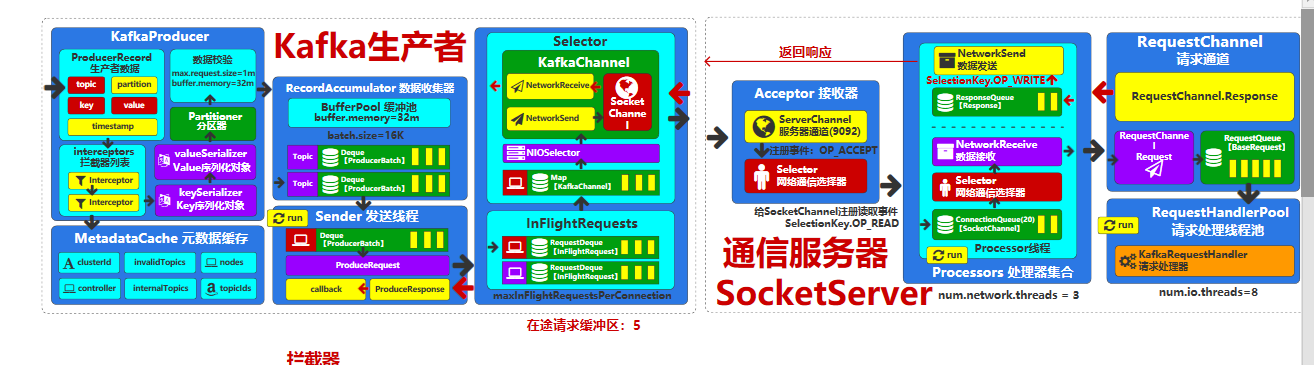 Kafka生产者
KafkaProducer
ProducerRecord
生产者数据
topic
partition
key
value
timestamp
interceptors
拦截器列表
Interceptor
Interceptor
数据校验
max.request.size=1m
buffer.memory=32m
Partitioner
分区器
valueSerializer
Value序列化对象
keySerializer
Key序列化对象
MetadataCache 元数据缓存
clusterId
invalidTopics
nodes
controller
internalTopics
topicIds
RecordAccumulator 数据收集器
BufferPool 缓冲池
buffer.memory=32m
batch.size=16K
Topic
Deque
【ProducerBatch】
Topic
Deque
【ProducerBatch】
run
Sender 发送线程
Deque
【ProducerBatch】
ProduceRequest
callback
ProduceResponse
Selector
KafkaChannel
NetworkReceive
NetworkSend
Socket
Channe
l
NIOSelector
Map
【KafkaChannel】
InFlightRequests
RequestDeque
【InFlightRequest】
RequestDeque
【InFlightRequest】
maxInFlightRequestsPerConnection
在途请求缓冲区：5
返回响应
Acceptor 接收器
ServerChannel
服务器通道(9092)
注册事件：OP_ACCEPT
Selector
网络通信选择器
给SocketChannel注册读取事件
SelectionKey.OP_READ
通信服务器
SocketServer
NetworkSend
数据发送
SelectionKey.OP_WRITE
ResponseQueue
【Response】
NetworkReceive
数据接收
Selector
网络通信选择器
ConnectionQueue(20)
【SocketChannel】
run
Processor线程
Processors 处理器集合
num.network.threads = 3
RequestChannel
请求通道
RequestChannel.Response
RequestChanne
l
Request
RequestQueue
【BaseRequest】
RequestHandlerPool
请求处理线程池
run
KafkaRequestHandler
请求处理器
num.io.threads=8
拦截器